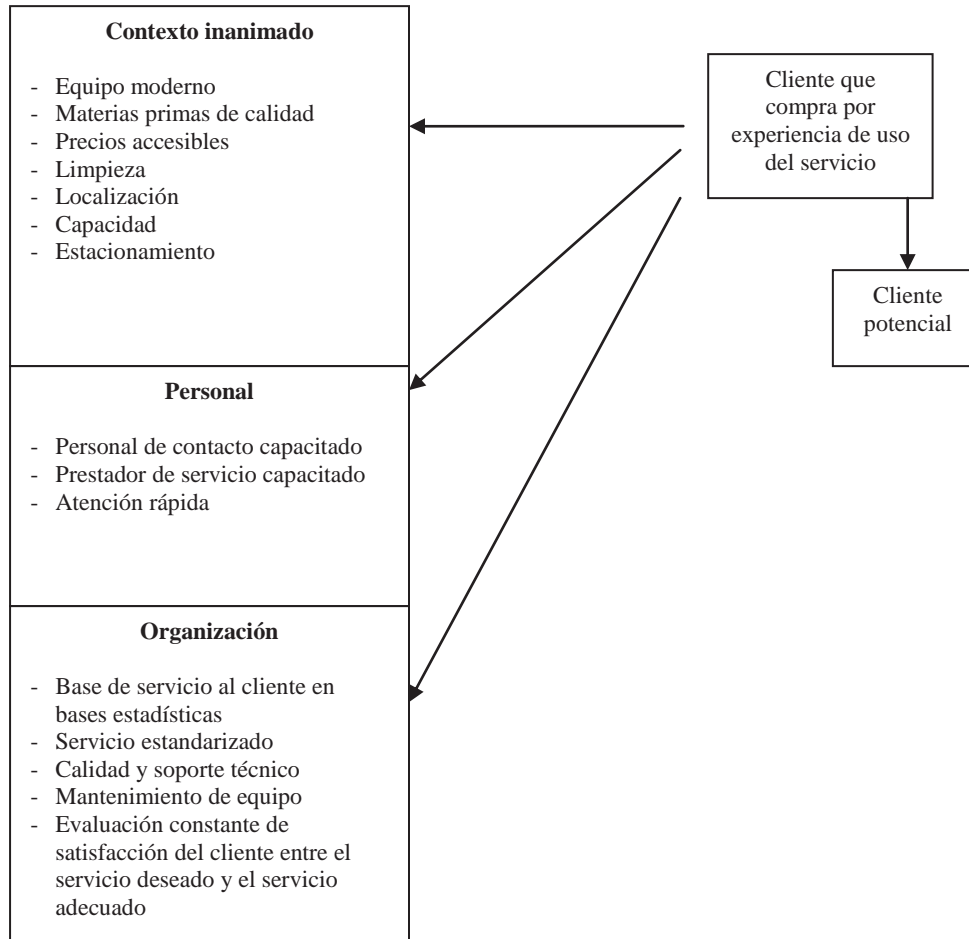 Contexto inanimado
- Equipo moderno
- Materias primas de calidad
- Precios accesibles
- Limpieza
- Localización
- Capacidad
- Estacionamiento
Personal
- Personal de contacto capacitado
- Prestador de servicio capacitado
- Atención rápida
Organización
- Base de servicio al cliente en
bases estadísticas
- Servicio estandarizado
- Calidad y soporte técnico
- Mantenimiento de equipo
- Evaluación constante de
satisfacción del cliente entre el
servicio deseado y el servicio
adecuado
Cliente que
compra por
experiencia de uso
del servicio
Cliente
potencial